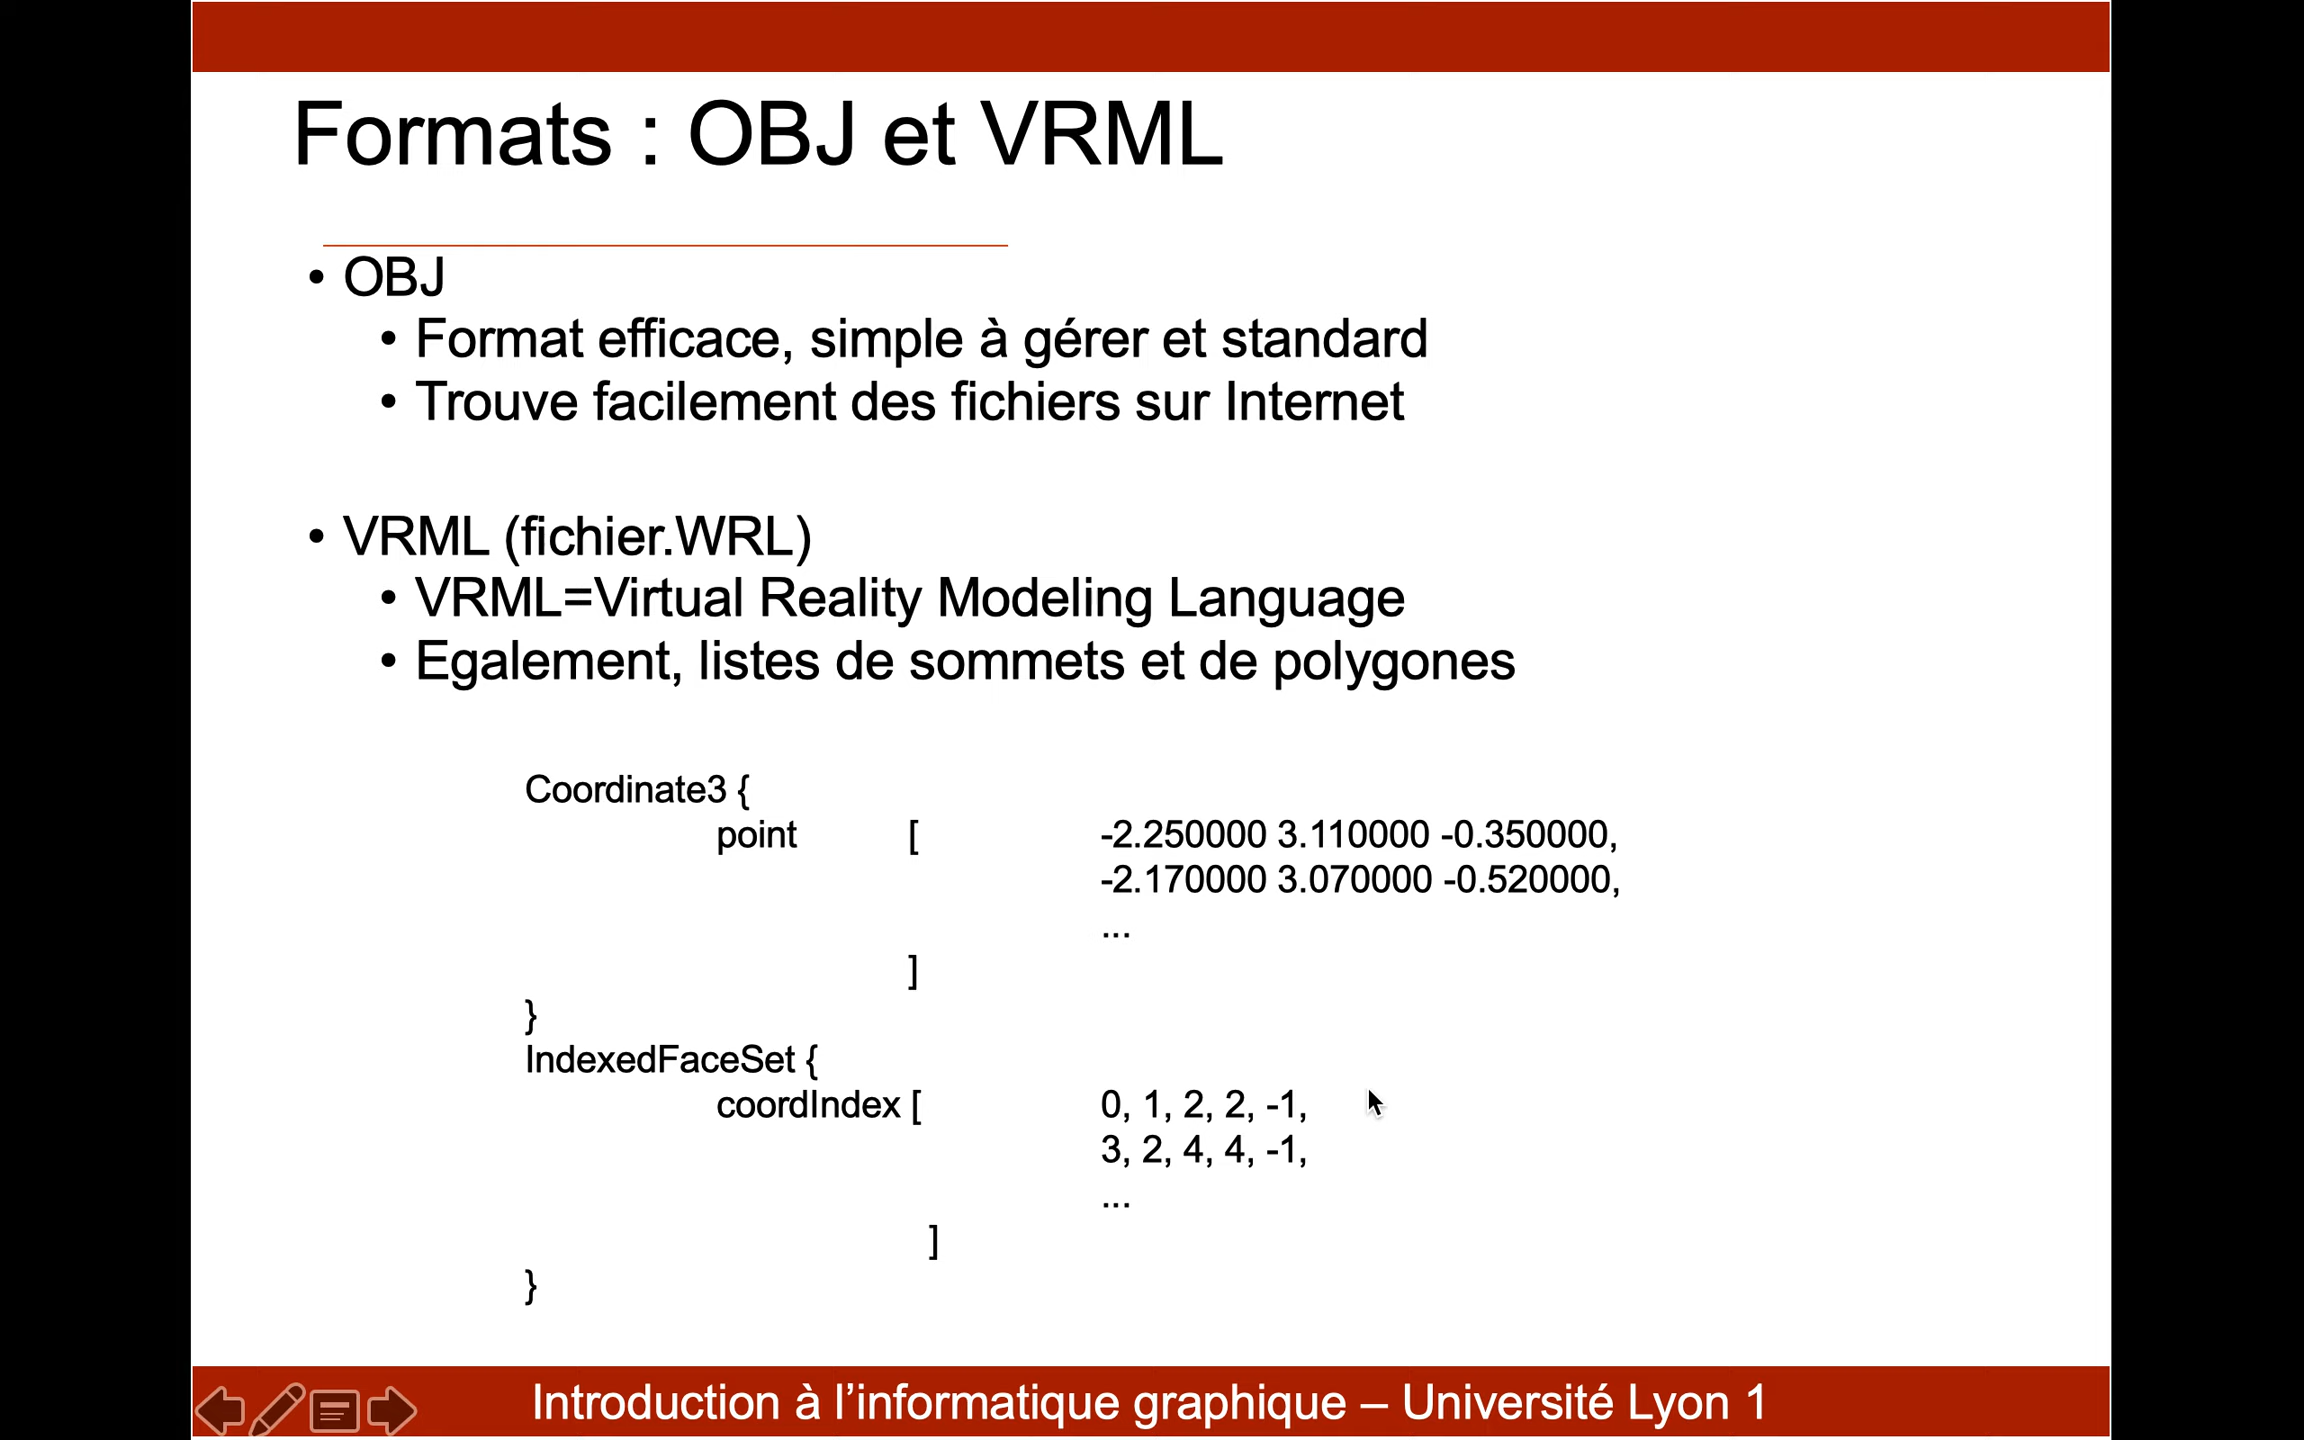 Formats : OBJ et VRML
• OBJ
• Format efficace, simple à gérer et standard
• Trouve facilement des fichiers sur Internet
• VRML (fichier.WRL)
• VRML=Virtual Reality Modeling Language
• Egalement, listes de sommets et de polygones
Coordinate3 {
point [ -2.250000 3.110000 -0.350000,
-2.170000 3.070000 -0.520000,
...
]
}
IndexedFaceSet {
coordIndex [ 0, 1, 2, 2, -1,
3, 2, 4, 4, -1,
...
]
}
Introduction à l’informatique graphique – Université Lyon 1